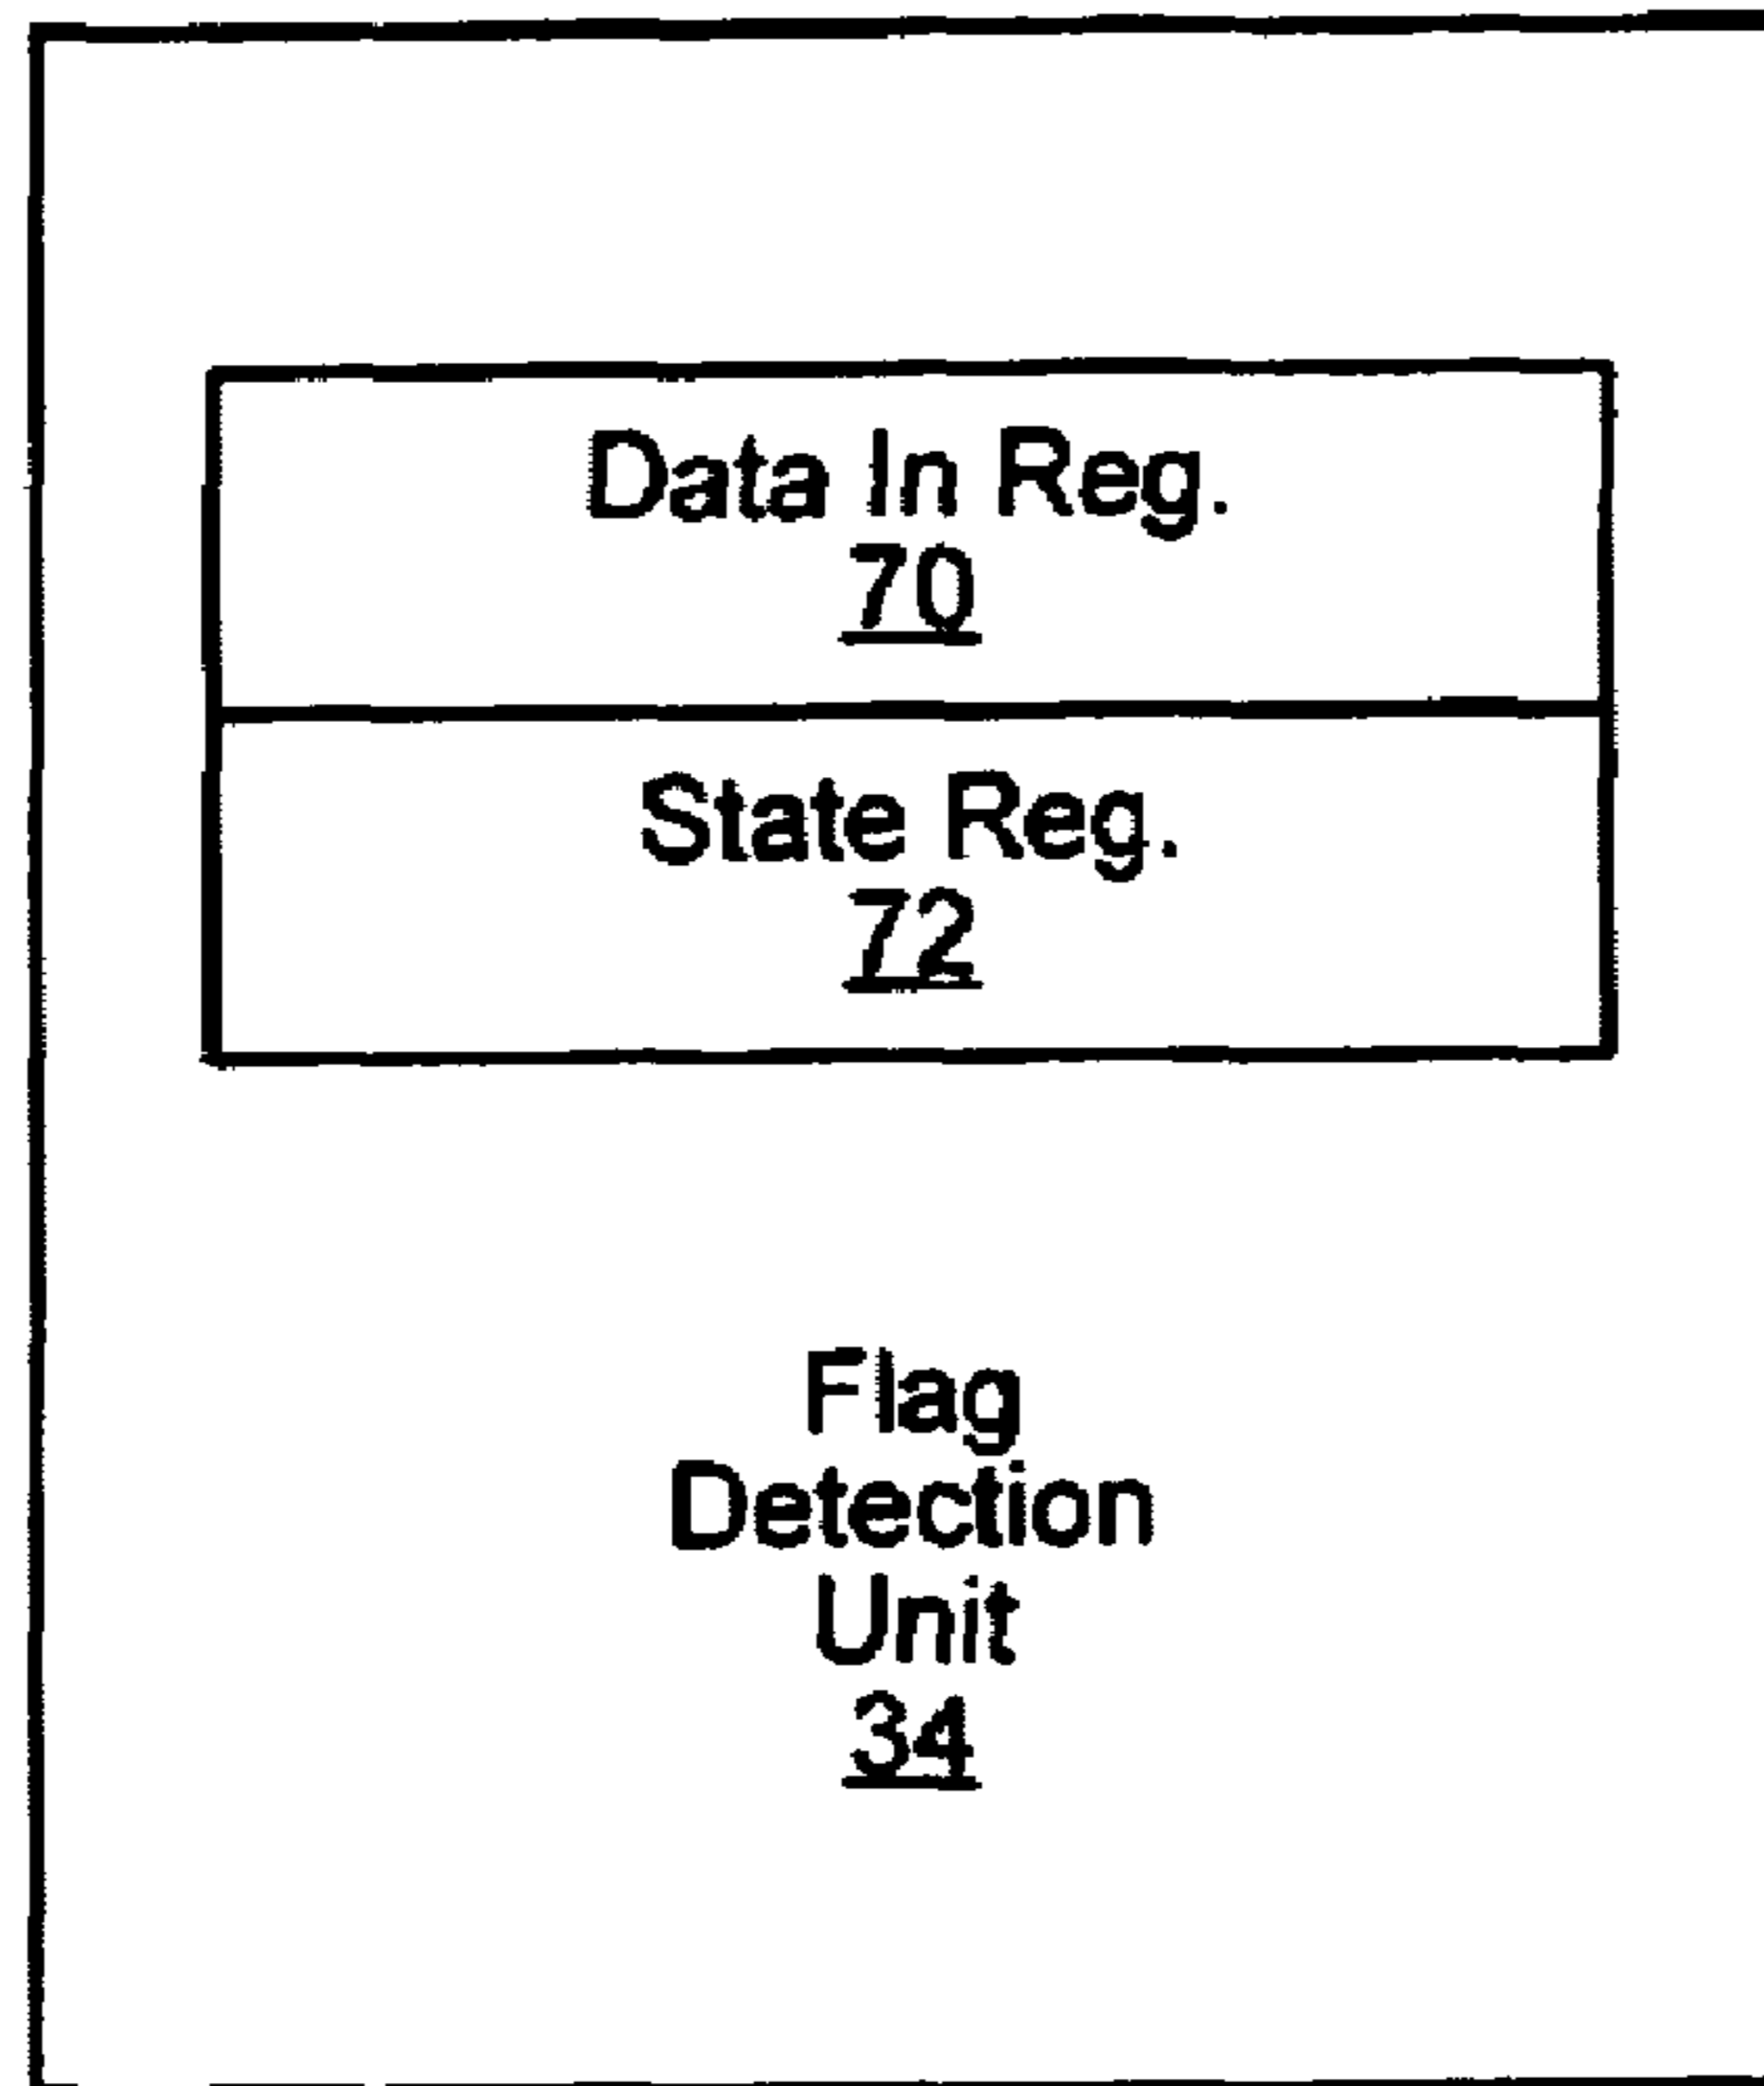 Data In Reg.
70
State Reg.
72
Flag
Detection
Unit
34